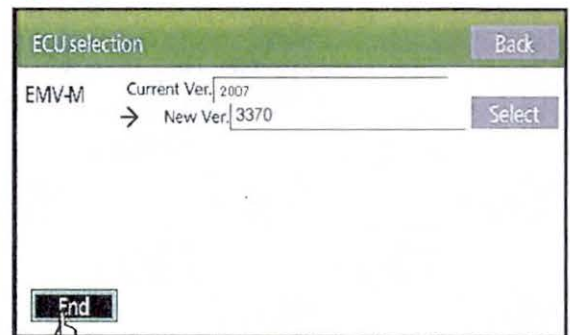 ECU selection Back
EMV-M Current Ver. 2007
→ New Ver. 3370 Select
End